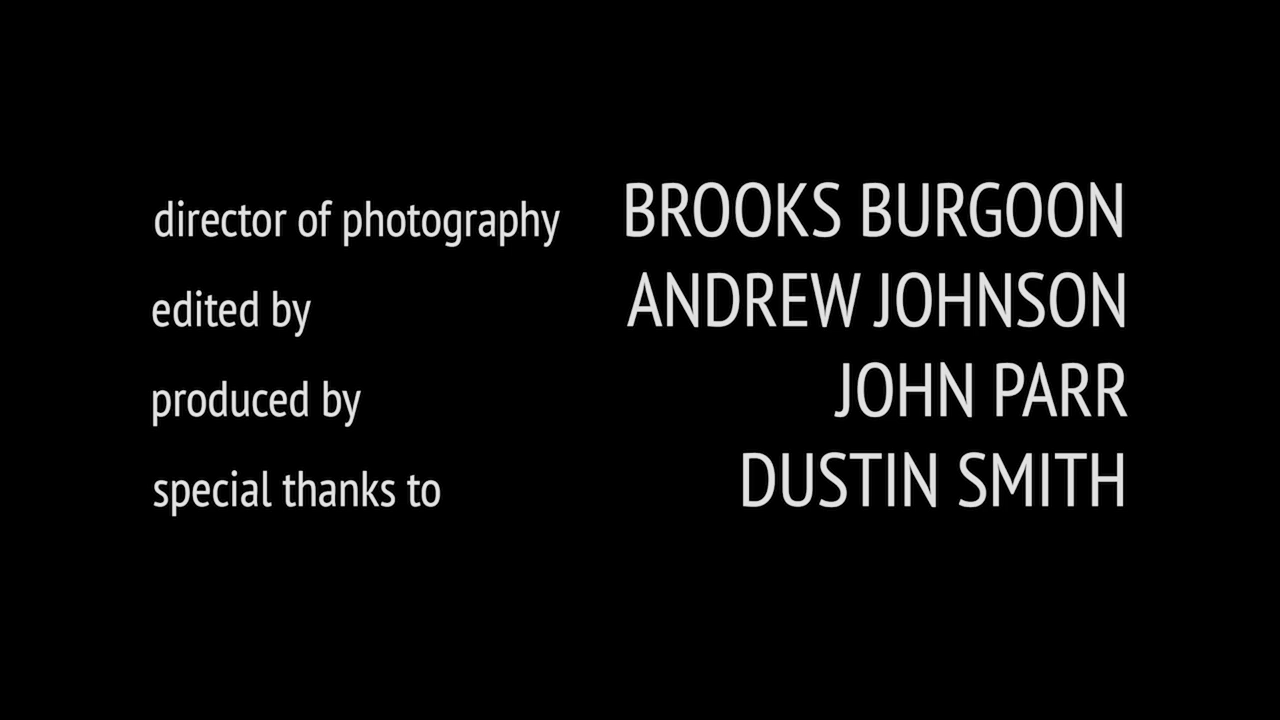 director of photography BROOKS BURGOON
edited by ANDREW JOHNSON
produced by JOHN PARR
special thanks to DUSTIN SMITH